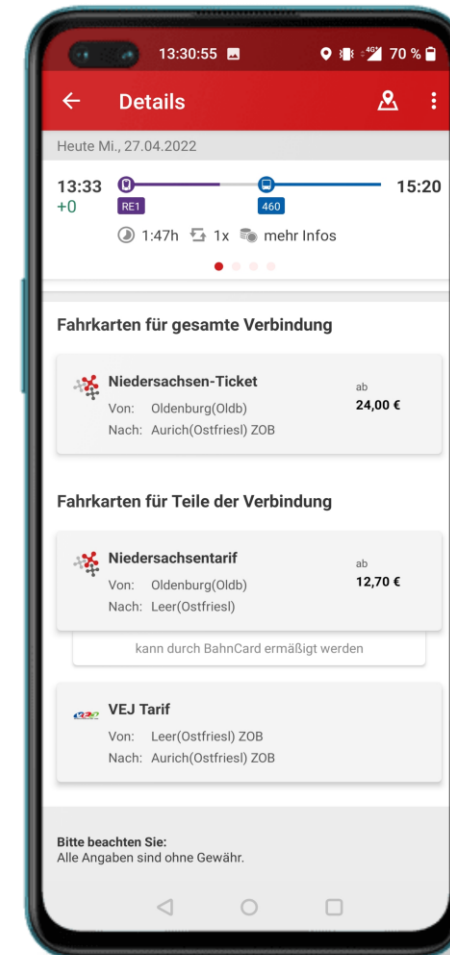 13:30:55 4G 70 %
Details
Heute Mi., 27.04.2022
13:33 15:20
+0 RE1 460
1:47h 1x mehr Infos
Fahrkarten für gesamte Verbindung
Niedersachsen-Ticket ab
Von: Oldenburg(Oldb) 24,00 €
Nach: Aurich(Ostfriesl) ZOB
Fahrkarten für Teile der Verbindung
Niedersachsentarif ab
Von: Oldenburg(Oldb) 12,70 €
Nach: Leer(Ostfriesl)
kann durch BahnCard ermäßigt werden
VEJ Tarif
Von: Leer(Ostfriesl) ZOB
Nach: Aurich(Ostfriesl) ZOB
Bitte beachten Sie:
Alle Angaben sind ohne Gewähr.